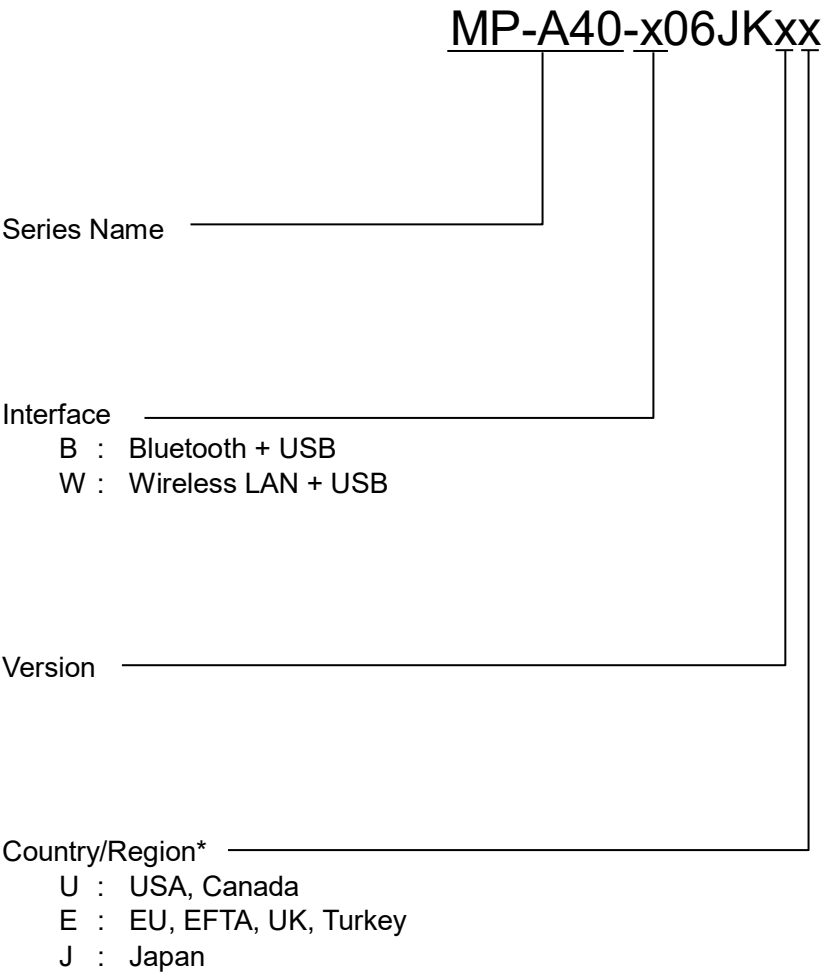 MP-A40-x06JKxx
Series Name
Interface
B : Bluetooth + USB
W : Wireless LAN + USB
Version
Country/Region*
U : USA, Canada
E : EU, EFTA, UK, Turkey
J : Japan